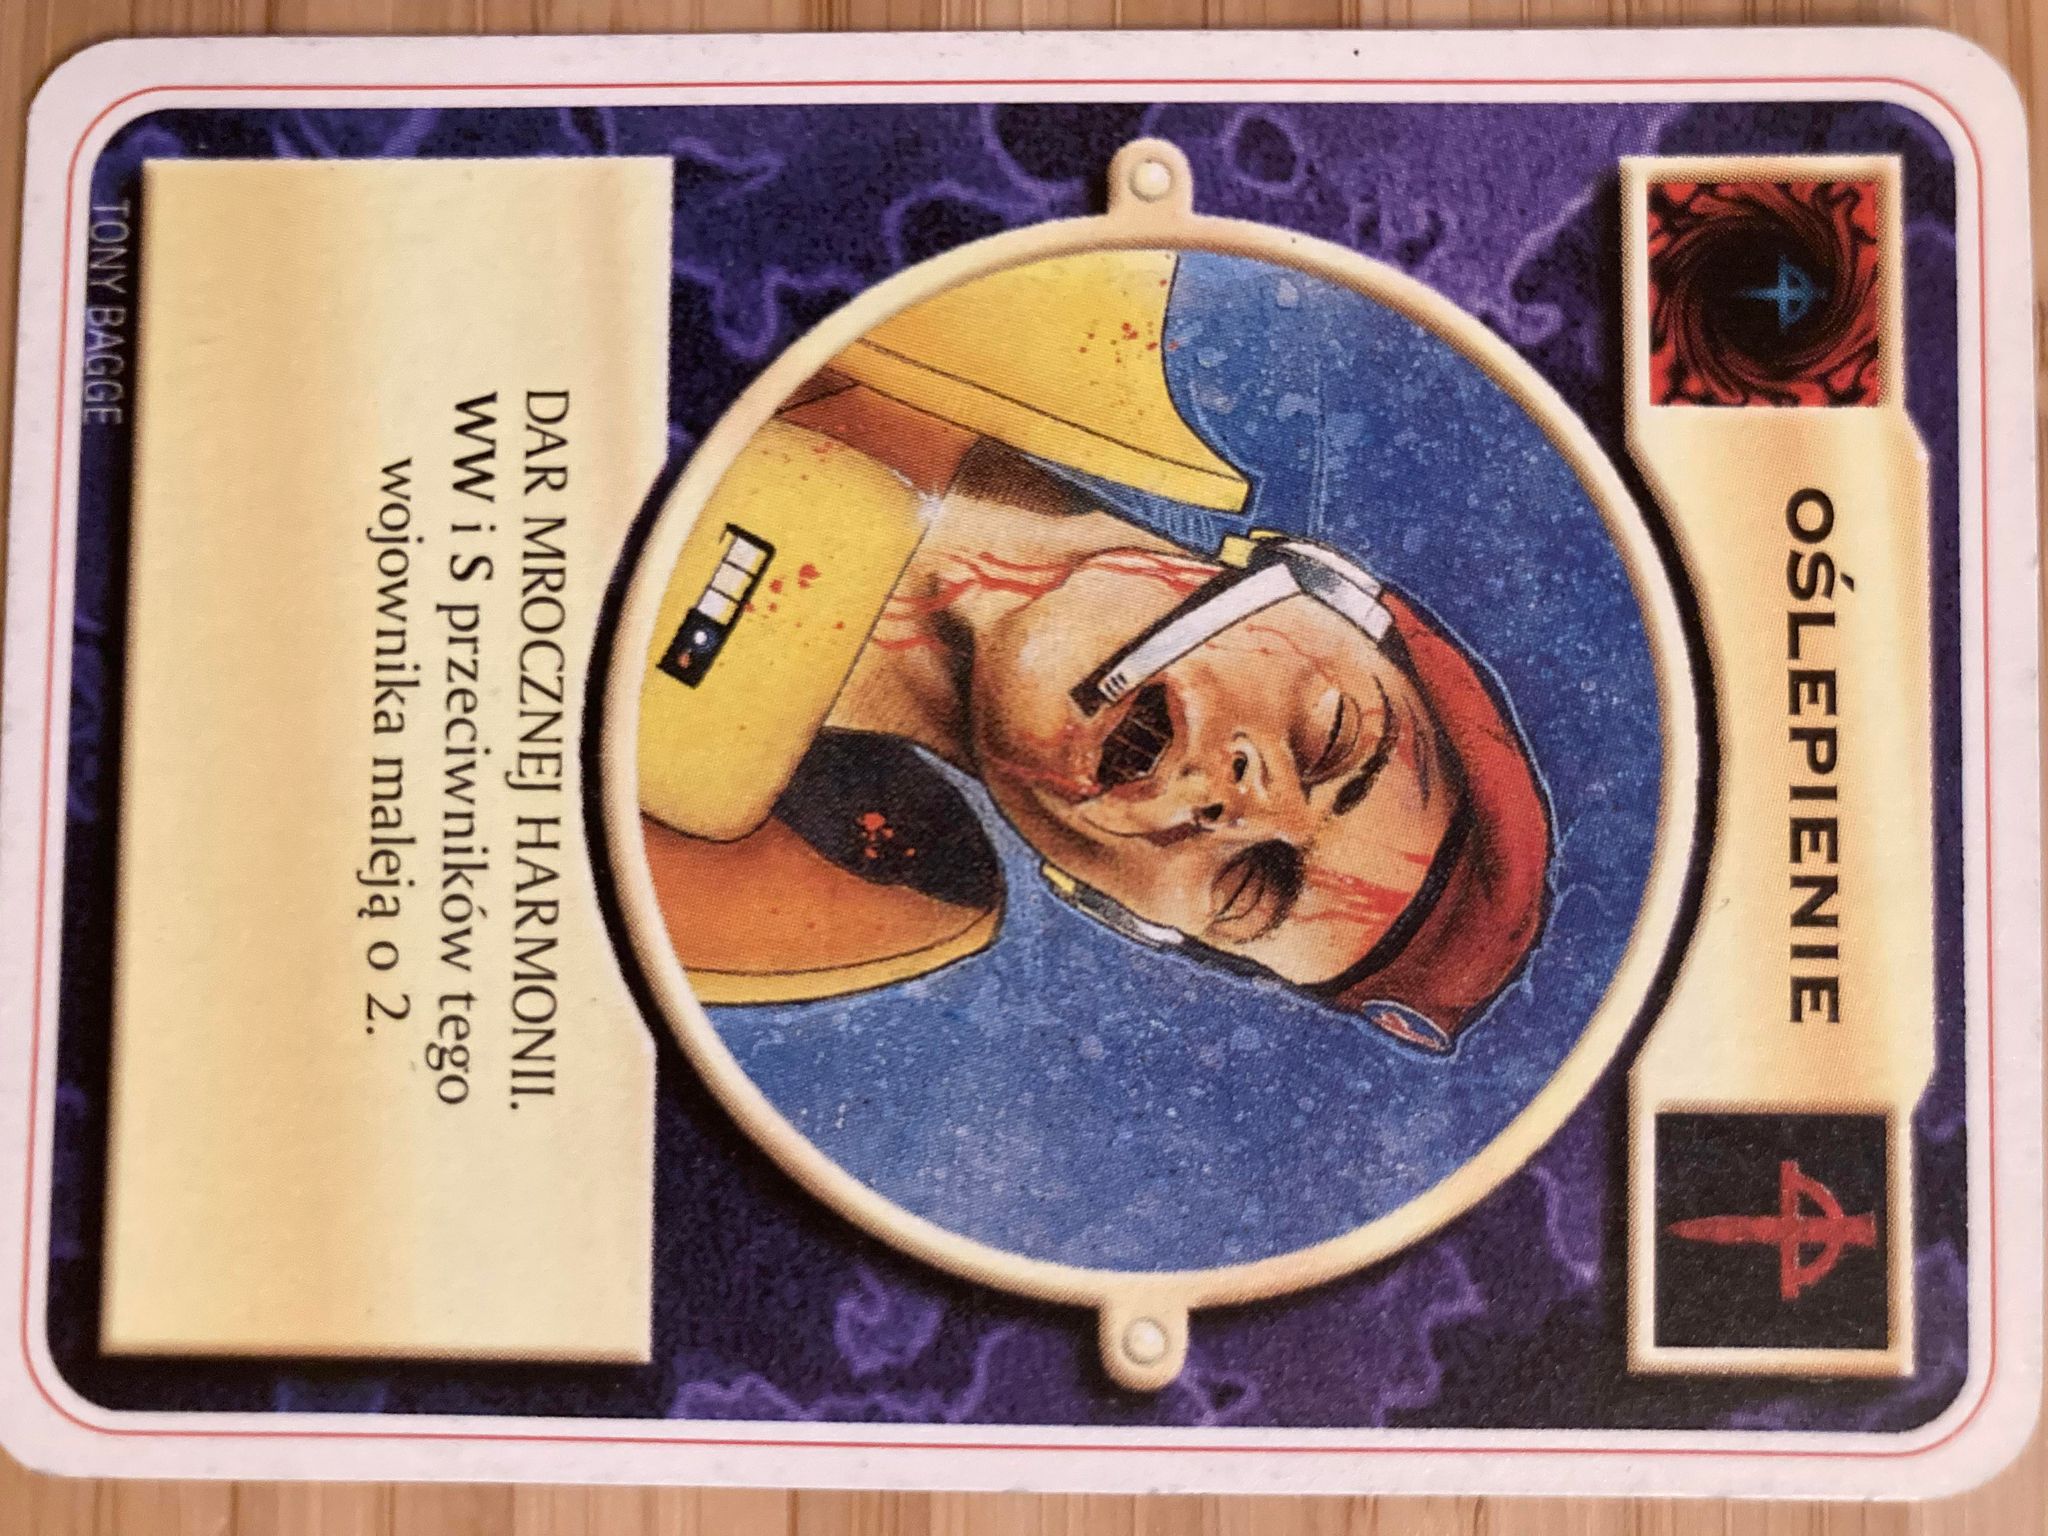 OŚLEPIENIE
DAR MROCZNEJ HARMONII.
WW i S przeciwników tego
wojownika maleją o 2.
TONY BAGGE